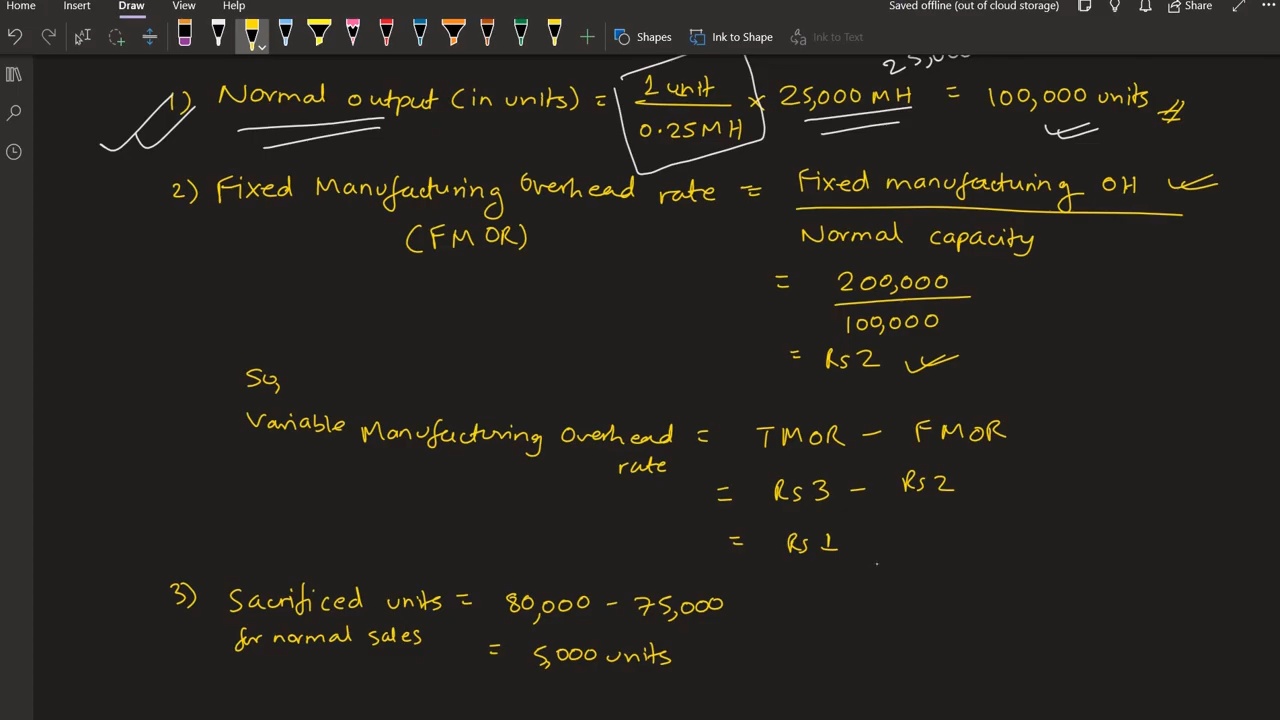 Home Insert Draw View Help Saved offline (out of cloud storage) Share
Shapes Ink to Shape Ink to Text
25,000
1) Normal output (in units) = 1 unit / 0.25 MH × 25,000 MH = 100,000 units
2) Fixed Manufacturing Overhead rate = Fixed manufacturing OH
(FMOR) Normal capacity
= 200,000
100,000
= Rs 2
So,
Variable Manufacturing Overhead = TMOR - FMOR
rate
= Rs 3 - Rs 2
= Rs 1
3) Sacrificed units = 80,000 - 75,000
for normal sales
= 5,000 units